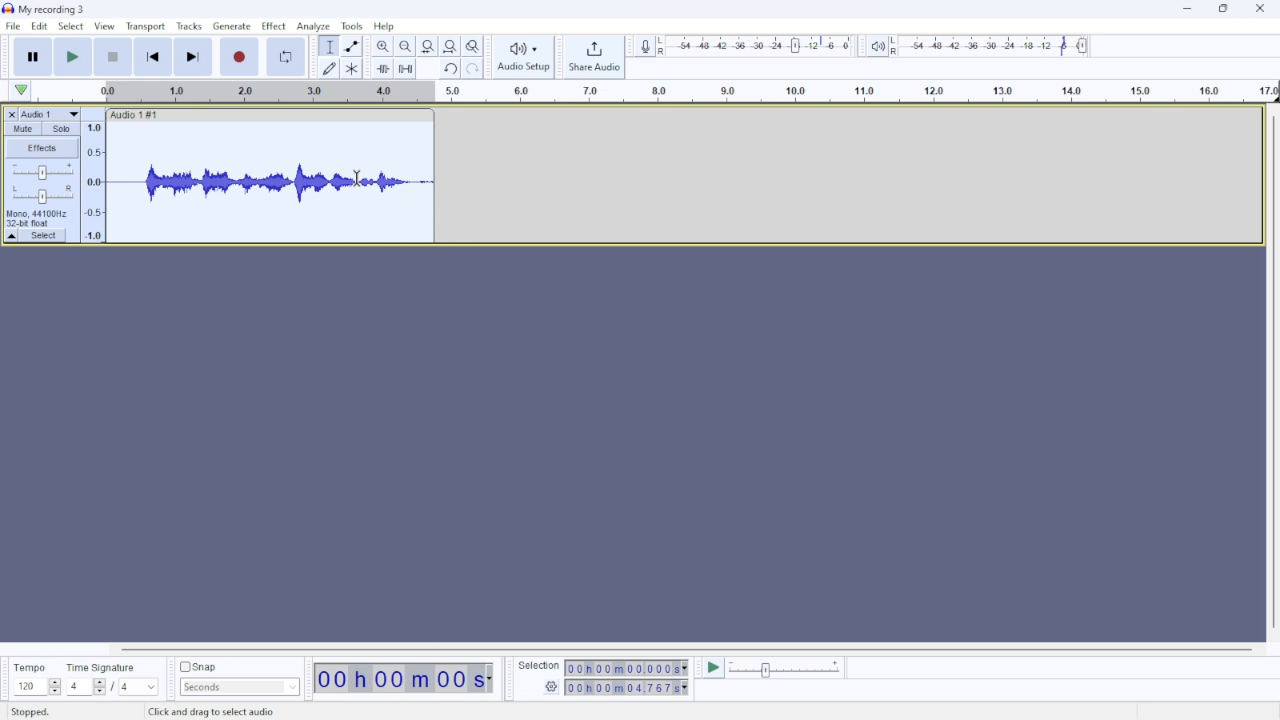 My recording 3
File Edit Select View Transport Tracks Generate Effect Analyze Tools Help
L -54 -48 -42 -36 -30 -24 -12 -6 0
R
L -54 -48 -42 -36 -30 -24 -18 -12 -6
R
Audio Setup
Share Audio
0.0 1.0 2.0 3.0 4.0 5.0 6.0 7.0 8.0 9.0 10.0 11.0 12.0 13.0 14.0 15.0 16.0 17.0
Audio 1
Audio 1 #1
Mute Solo
Effects
- +
L R
Mono, 44100Hz
32-bit float
Select
1.0
0.5
0.0
-0.5
-1.0
Tempo
120
Time Signature
4 / 4
Snap
Seconds
00 h 00 m 00 s
Selection
00 h 00 m 00.000 s
00 h 00 m 04.767 s
- +
Stopped.
Click and drag to select audio